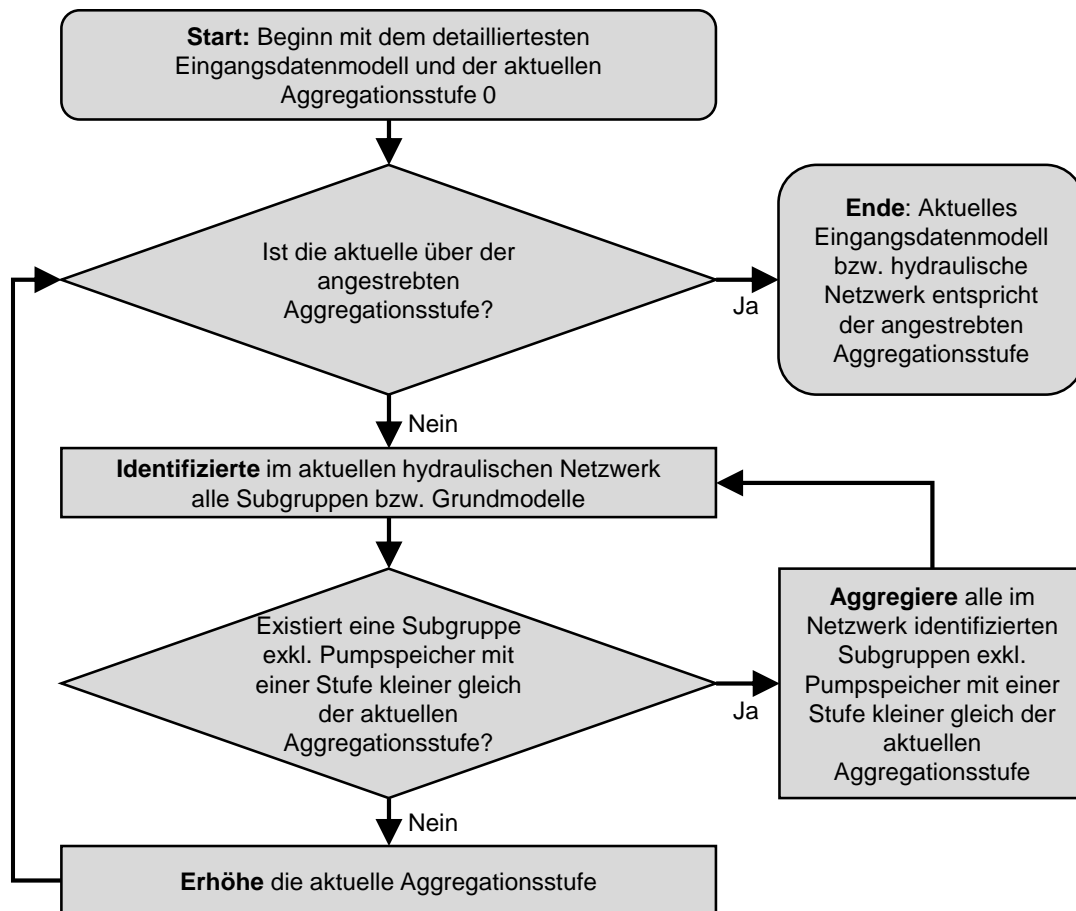 Start: Beginn mit dem detailliertesten
Eingangsdatenmodell und der aktuellen
Aggregationsstufe 0
Ist die aktuelle über der
angestrebten
Aggregationsstufe?
Ja
Ende: Aktuelles
Eingangsdatenmodell
bzw. hydraulische
Netzwerk entspricht
der angestrebten
Aggregationsstufe
Nein
Identifizierte im aktuellen hydraulischen Netzwerk
alle Subgruppen bzw. Grundmodelle
Existiert eine Subgruppe
exkl. Pumpspeicher mit
einer Stufe kleiner gleich
der aktuellen
Aggregationsstufe?
Ja
Aggregiere alle im
Netzwerk identifizierten
Subgruppen exkl.
Pumpspeicher mit einer
Stufe kleiner gleich der
aktuellen
Aggregationsstufe
Nein
Erhöhe die aktuelle Aggregationsstufe